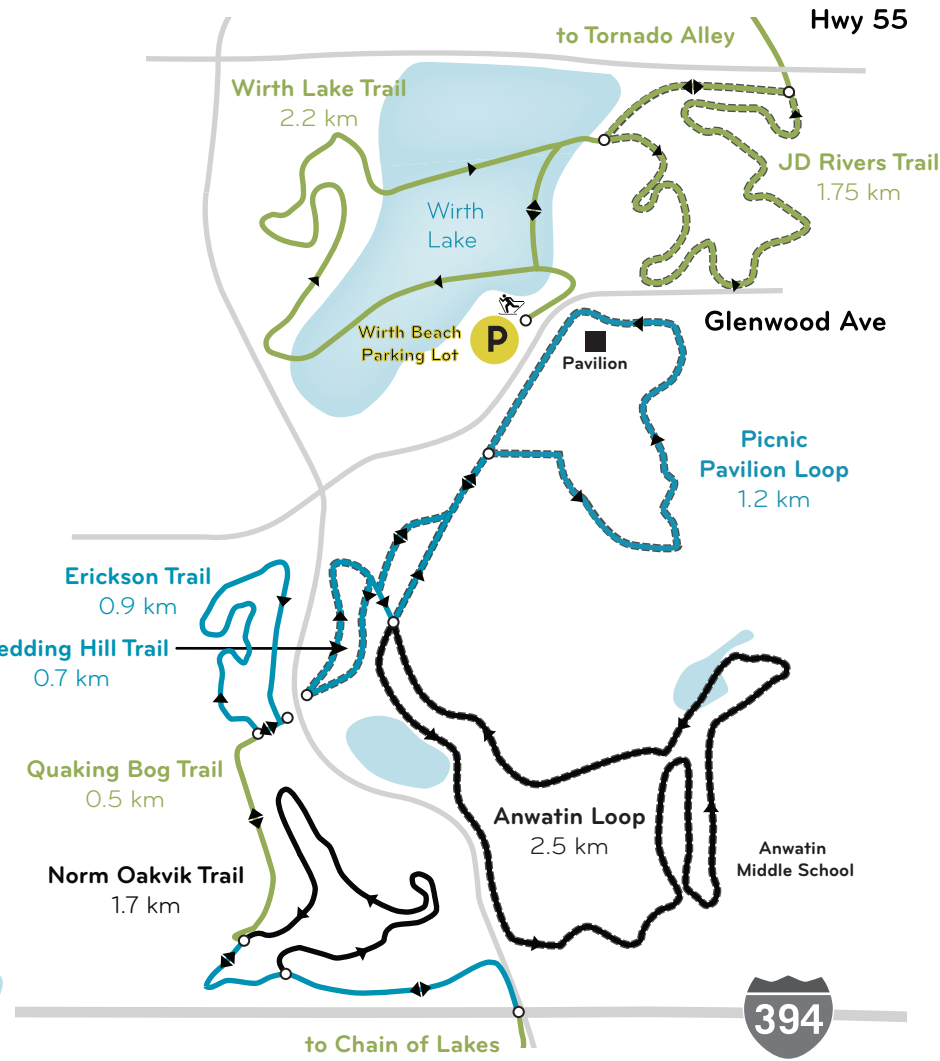 Hwy 55
to Tornado Alley
Wirth Lake Trail
2.2 km
JD Rivers Trail
1.75 km
Wirth
Lake
Glenwood Ave
Wirth Beach
Parking Lot
P
Pavilion
Picnic
Pavilion Loop
1.2 km
Erickson Trail
0.9 km
edding Hill Trail
0.7 km
Quaking Bog Trail
0.5 km
Anwatin Loop
2.5 km
Anwatin
Middle School
Norm Oakvik Trail
1.7 km
394
to Chain of Lakes